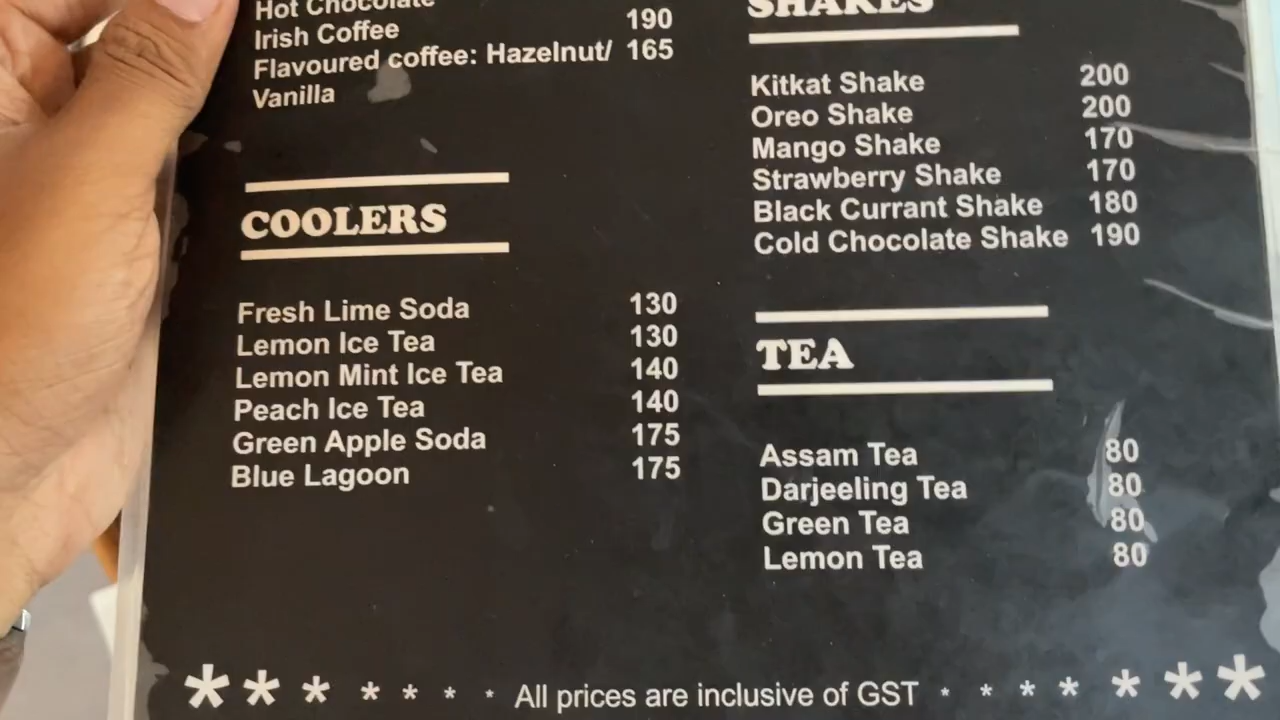 Hot Chocolate
Irish Coffee 190
Flavoured coffee: Hazelnut/ 165
Vanilla
COOLERS
Fresh Lime Soda 130
Lemon Ice Tea 130
Lemon Mint Ice Tea 140
Peach Ice Tea 140
Green Apple Soda 175
Blue Lagoon 175
SHAKES
Kitkat Shake 200
Oreo Shake 200
Mango Shake 170
Strawberry Shake 170
Black Currant Shake 180
Cold Chocolate Shake 190
TEA
Assam Tea 80
Darjeeling Tea 80
Green Tea 80
Lemon Tea 80
* * * * * * * All prices are inclusive of GST * * * * * * *